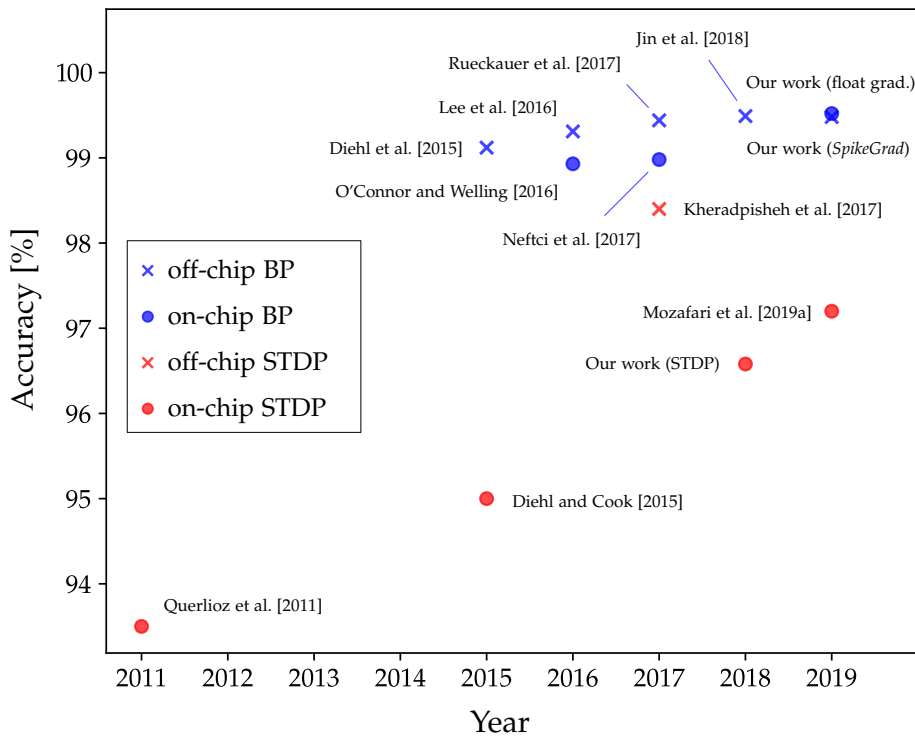 Jin et al. [2018]
Rueckauer et al. [2017]
Our work (float grad.)
Lee et al. [2016]
Diehl et al. [2015]
Our work (SpikeGrad)
O'Connor and Welling [2016]
Kheradpisheh et al. [2017]
Neftci et al. [2017]
off-chip BP
on-chip BP
off-chip STDP
on-chip STDP
Mozafari et al. [2019a]
Our work (STDP)
Diehl and Cook [2015]
Querlioz et al. [2011]
100
99
98
97
96
95
94
Accuracy [%]
2011 2012 2013 2014 2015 2016 2017 2018 2019
Year